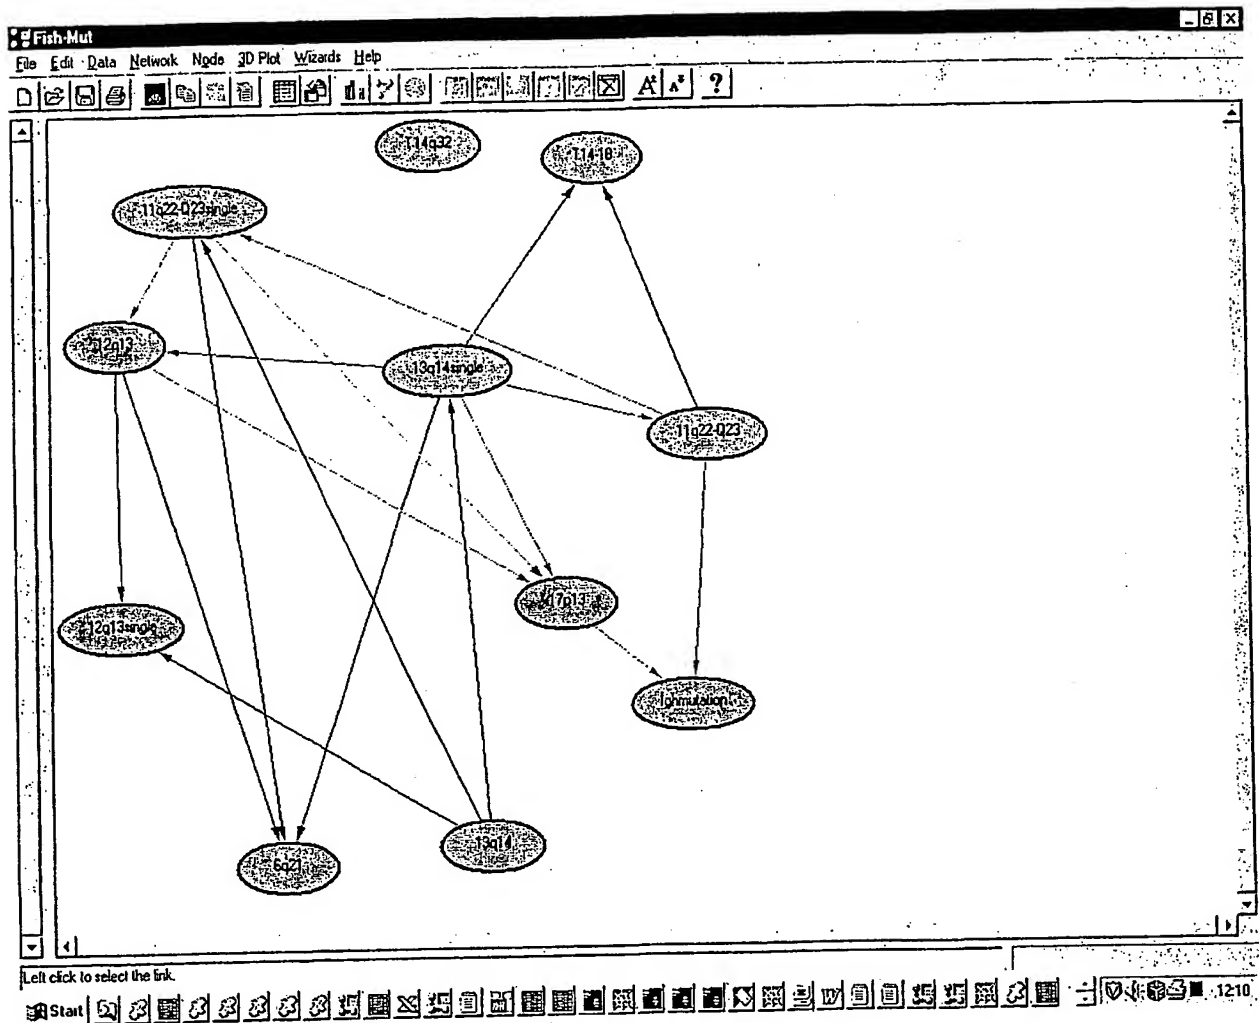 Fish-Mut
File Edit Data Network Node 3D Plot Wizards Help
T14q32
T14-18
11q22-Q23single
12q13
13q14single
11q22-Q23
17p13
12q13single
Ighmutation
13q14
6q21
Left click to select the link.
Start
12:10